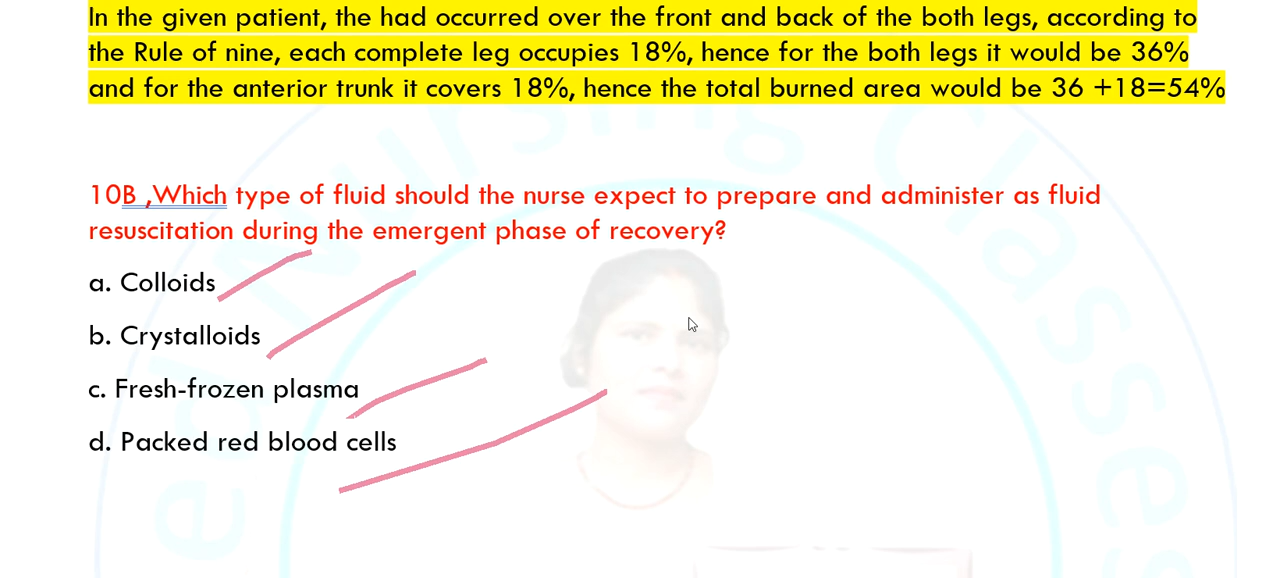 In the given patient, the had occurred over the front and back of the both legs, according to
the Rule of nine, each complete leg occupies 18%, hence for the both legs it would be 36%
and for the anterior trunk it covers 18%, hence the total burned area would be 36 +18=54%
10B ,Which type of fluid should the nurse expect to prepare and administer as fluid
resuscitation during the emergent phase of recovery?
a. Colloids
b. Crystalloids
c. Fresh-frozen plasma
d. Packed red blood cells
ed Nursing Classes